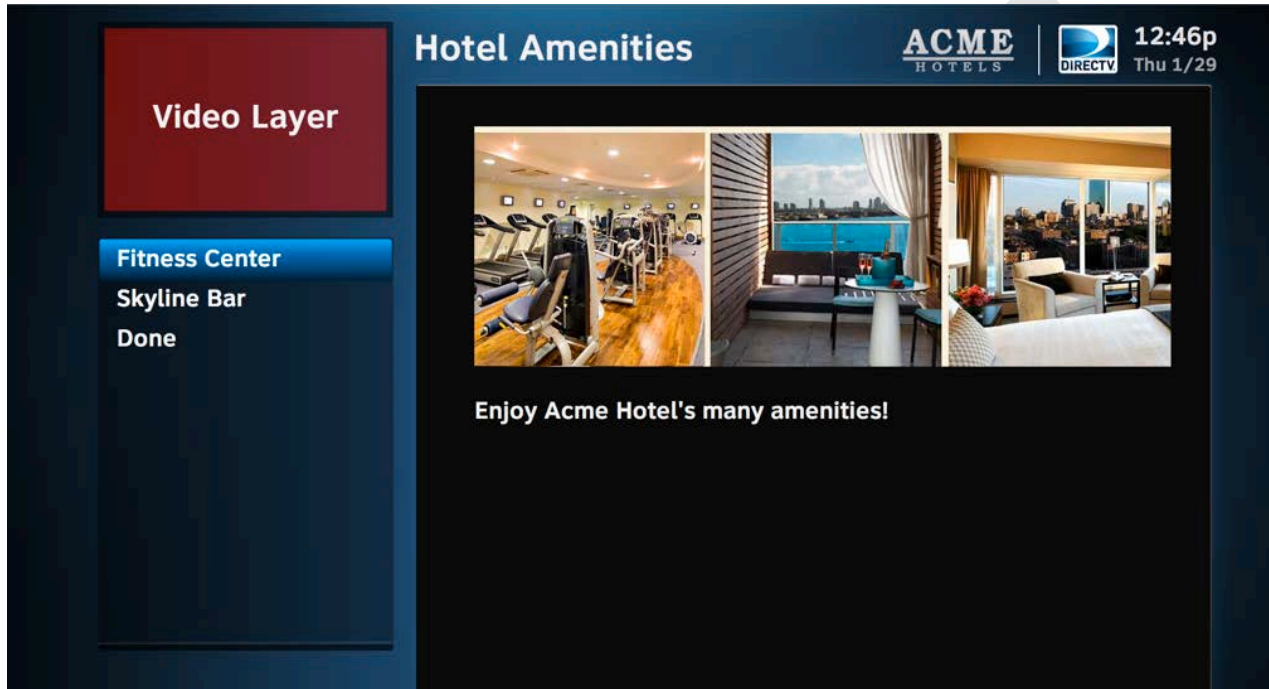 Hotel Amenities
ACME
HOTELS
DIRECTV
12:46p
Thu 1/29
Video Layer
Fitness Center
Skyline Bar
Done
Enjoy Acme Hotel's many amenities!